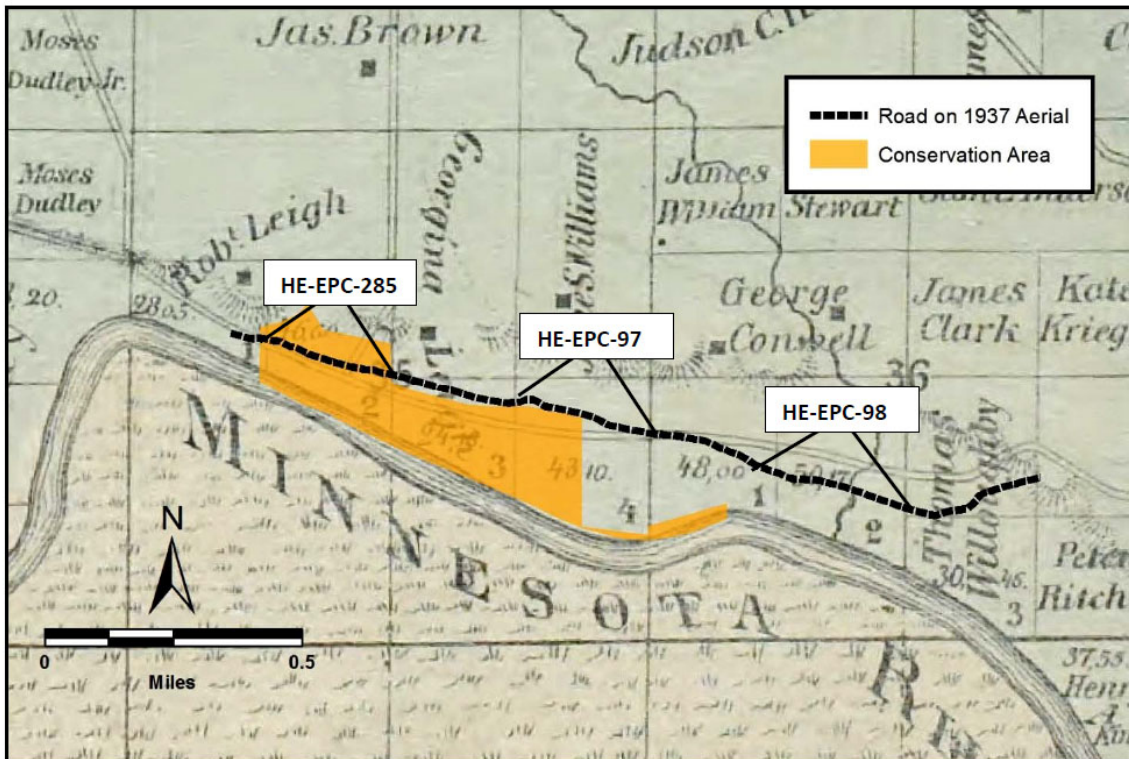 Moses
Dudley Jr.
Jas. Brown
Judson C.
Road on 1937 Aerial
Conservation Area
Moses
Dudley
Robt. Leigh
Georgina
Williams
James
William Stewart
HE-EPC-285
HE-EPC-97
HE-EPC-98
George
James
Clark
Kate
Krieg
20.
28.05.
36
3
43
10.
48,00
4
1
2
Thomas
Willoughby
30.
45.
3
Peter
Ritch
37,55
Henr
MINNESOTA
N
0
0.5
Miles